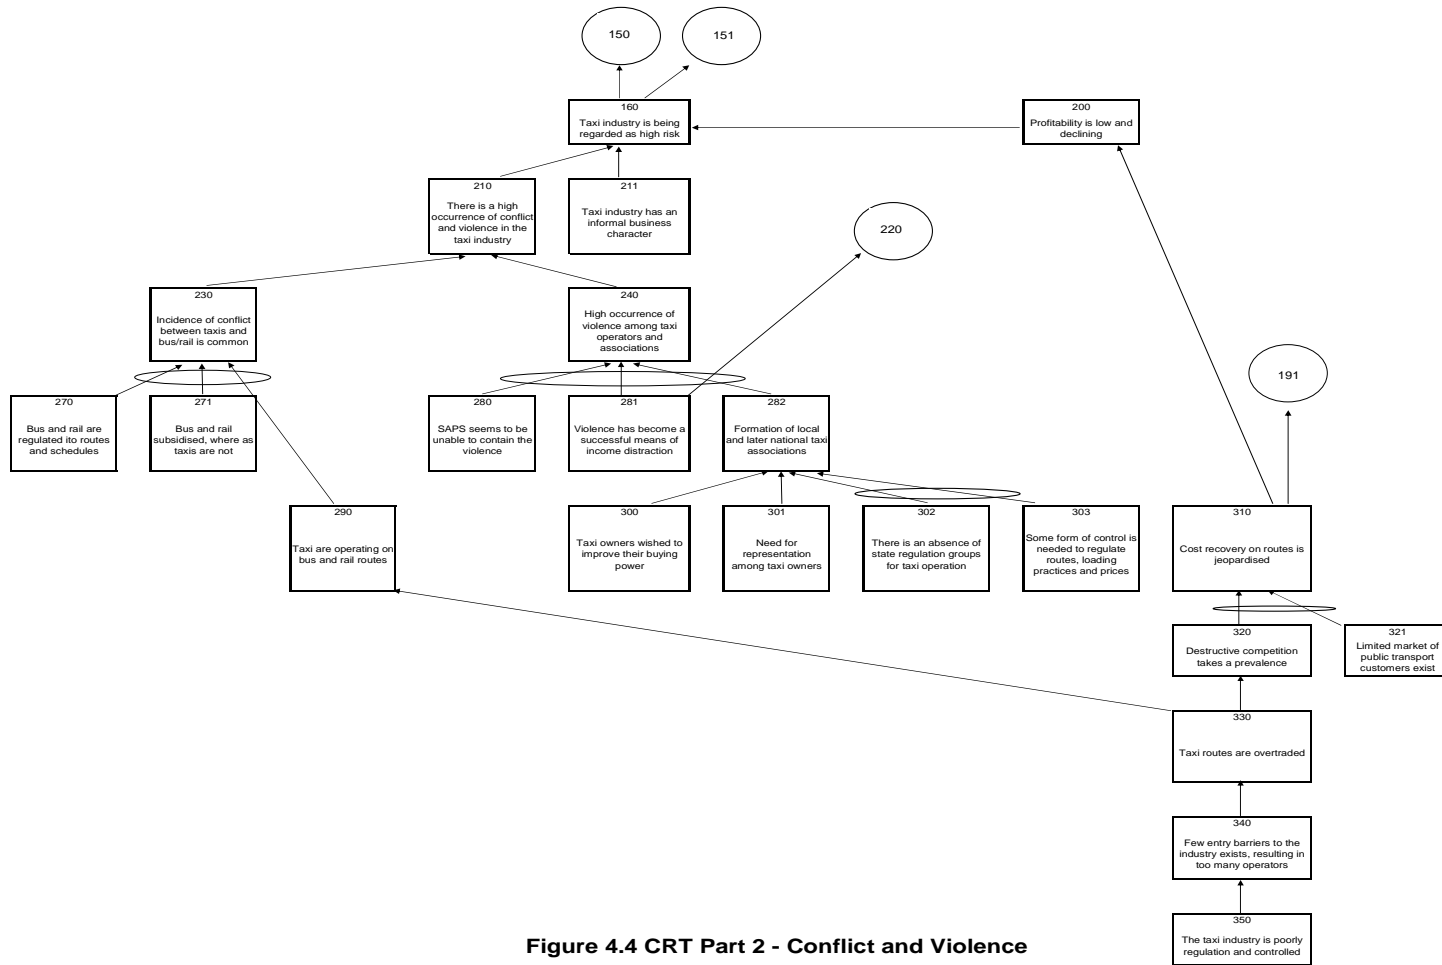 150
151
160
Taxi industry is being
regarded as high risk
200
Profitability is low and
declining
210
There is a high
occurrence of conflict
and violence in the
taxi industry
211
Taxi industry has an
informal business
character
220
230
Incidence of conflict
between taxis and
bus/rail is common
240
High occurrence of
violence among taxi
operators and
associations
191
270
Bus and rail are
regulated ito routes
and schedules
271
Bus and rail
subsidised, where as
taxis are not
280
SAPS seems to be
unable to contain the
violence
281
Violence has become a
successful means of
income distraction
282
Formation of local
and later national taxi
associations
290
Taxi are operating on
bus and rail routes
300
Taxi owners wished to
improve their buying
power
301
Need for
representation
among taxi owners
302
There is an absence of
state regulation groups
for taxi operation
303
Some form of control is
needed to regulate
routes, loading
practices and prices
310
Cost recovery on routes is
jeopardised
320
Destructive competition
takes a prevalence
321
Limited market of
public transport
customers exist
330
Taxi routes are overtraded
340
Few entry barriers to the
industry exists, resulting in
too many operators
350
The taxi industry is poorly
regulation and controlled
Figure 4.4 CRT Part 2 - Conflict and Violence